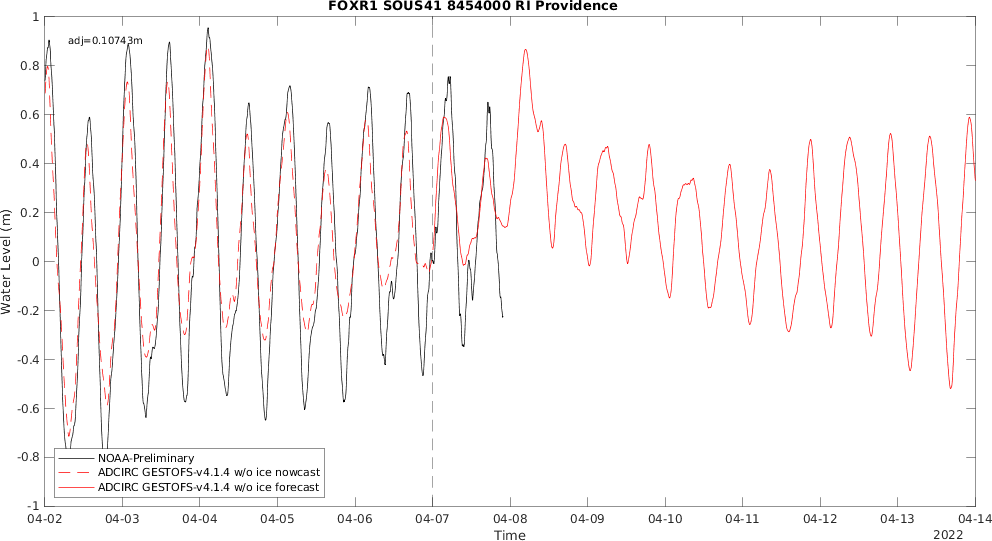 FOXR1 SOUS41 8454000 RI Providence
adj=0.10743m
Water Level (m)
1
0.8
0.6
0.4
0.2
0
-0.2
-0.4
-0.6
-0.8
-1
NOAA-Preliminary
ADCIRC GESTOFS-v4.1.4 w/o ice nowcast
ADCIRC GESTOFS-v4.1.4 w/o ice forecast
04-02 04-03 04-04 04-05 04-06 04-07 04-08 04-09 04-10 04-11 04-12 04-13 04-14
Time
2022